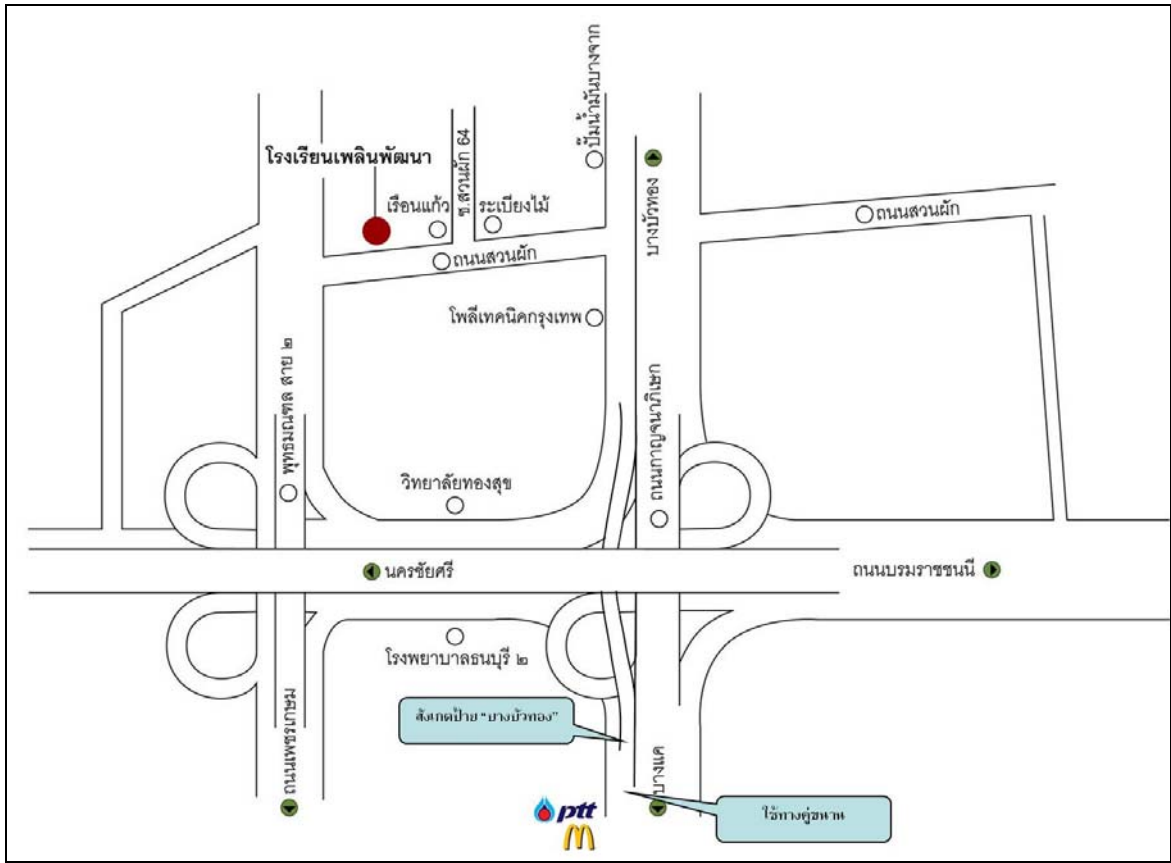 ปั๊มน้ำมันบางจาก
โรงเรียนเพลินพัฒนา
ซ.สวนผัก 64
เรือนแก้ว
ระเบียงไม้
บางบัวทอง
ถนนสวนผัก
ถนนสวนผัก
โพลีเทคนิคกรุงเทพ
พุทธมณฑล สาย ๒
ถนนกาญจนาภิเษก
วิทยาลัยทองสุข
นครชัยศรี
ถนนบรมราชชนนี
โรงพยาบาลธนบุรี ๒
สังเกตป้าย "บางบัวทอง"
ถนนเพชรเกษม
บางแค
ptt
ใช้ทางคู่ขนาน